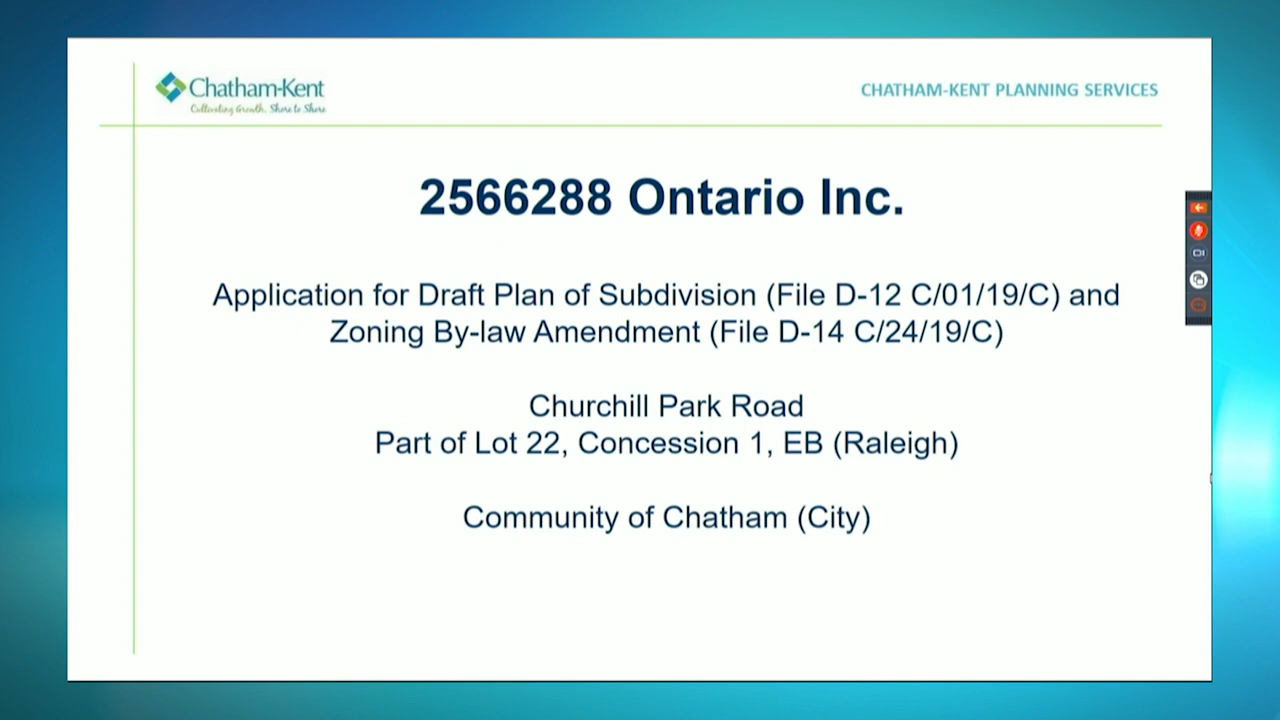 Chatham-Kent
Cultivating Growth. Shore to Shore
CHATHAM-KENT PLANNING SERVICES
2566288 Ontario Inc.
Application for Draft Plan of Subdivision (File D-12 C/01/19/C) and
Zoning By-law Amendment (File D-14 C/24/19/C)
Churchill Park Road
Part of Lot 22, Concession 1, EB (Raleigh)
Community of Chatham (City)